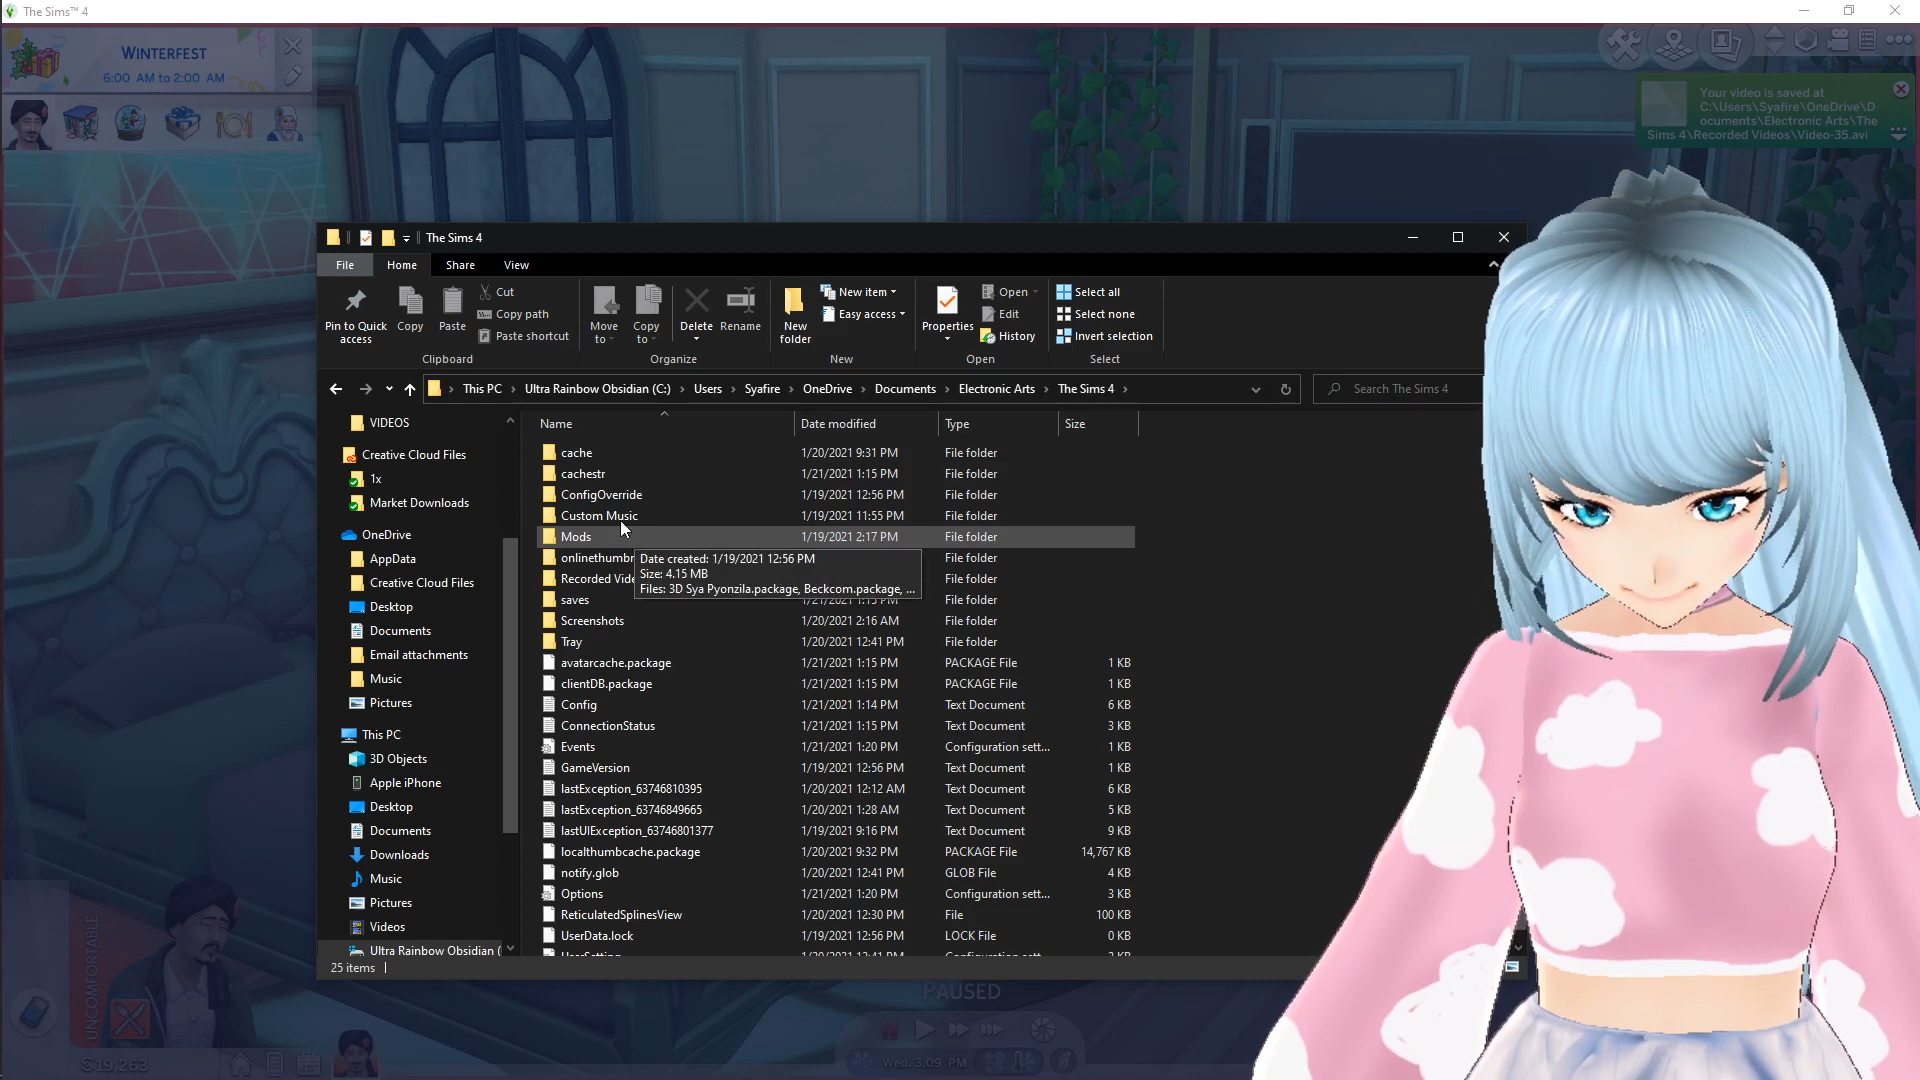 The Sims™ 4
WINTERFEST
6:00 AM to 2:00 AM
Your video is saved at
C:\Users\Syafire\OneDrive\D
ocuments\Electronic Arts\The
Sims 4\Recorded Videos\Video-35.avi
The Sims 4
File Home Share View
Pin to Quick access
Copy
Paste
Cut
Copy path
Paste shortcut
Clipboard
Move to
Copy to
Delete
Rename
Organize
New folder
New item
Easy access
New
Properties
Open
Edit
History
Open
Select all
Select none
Invert selection
Select
This PC > Ultra Rainbow Obsidian (C:) > Users > Syafire > OneDrive > Documents > Electronic Arts > The Sims 4 >
Search The Sims 4
VIDEOS
Creative Cloud Files
1x
Market Downloads
OneDrive
AppData
Creative Cloud Files
Desktop
Documents
Email attachments
Music
Pictures
This PC
3D Objects
Apple iPhone
Desktop
Documents
Downloads
Music
Pictures
Videos
Ultra Rainbow Obsidian (
Name Date modified Type Size
cache 1/20/2021 9:31 PM File folder
cachestr 1/21/2021 1:15 PM File folder
ConfigOverride 1/19/2021 12:56 PM File folder
Custom Music 1/19/2021 11:55 PM File folder
Mods 1/19/2021 2:17 PM File folder
onlinethumbn File folder
Recorded Vide File folder
Date created: 1/19/2021 12:56 PM
Size: 4.15 MB
Files: 3D Sya Pyonzila.package, Beckcom.package, ...
saves 1/21/2021 1:15 PM File folder
Screenshots 1/20/2021 2:16 AM File folder
Tray 1/20/2021 12:41 PM File folder
avatarcache.package 1/21/2021 1:15 PM PACKAGE File 1 KB
clientDB.package 1/21/2021 1:15 PM PACKAGE File 1 KB
Config 1/21/2021 1:14 PM Text Document 6 KB
ConnectionStatus 1/21/2021 1:15 PM Text Document 3 KB
Events 1/21/2021 1:20 PM Configuration sett... 1 KB
GameVersion 1/19/2021 12:56 PM Text Document 1 KB
lastException_63746810395 1/20/2021 12:12 AM Text Document 6 KB
lastException_63746849665 1/20/2021 1:28 AM Text Document 5 KB
lastUIException_63746801377 1/19/2021 9:16 PM Text Document 9 KB
localthumbcache.package 1/20/2021 9:32 PM PACKAGE File 14,767 KB
notify.glob 1/20/2021 12:41 PM GLOB File 4 KB
Options 1/21/2021 1:20 PM Configuration sett... 3 KB
ReticulatedSplinesView 1/20/2021 12:30 PM File 100 KB
UserData.lock 1/19/2021 12:56 PM LOCK File 0 KB
25 items
UNCOMFORTABLE
PAUSED
§19,263
Wed. 3:09 PM